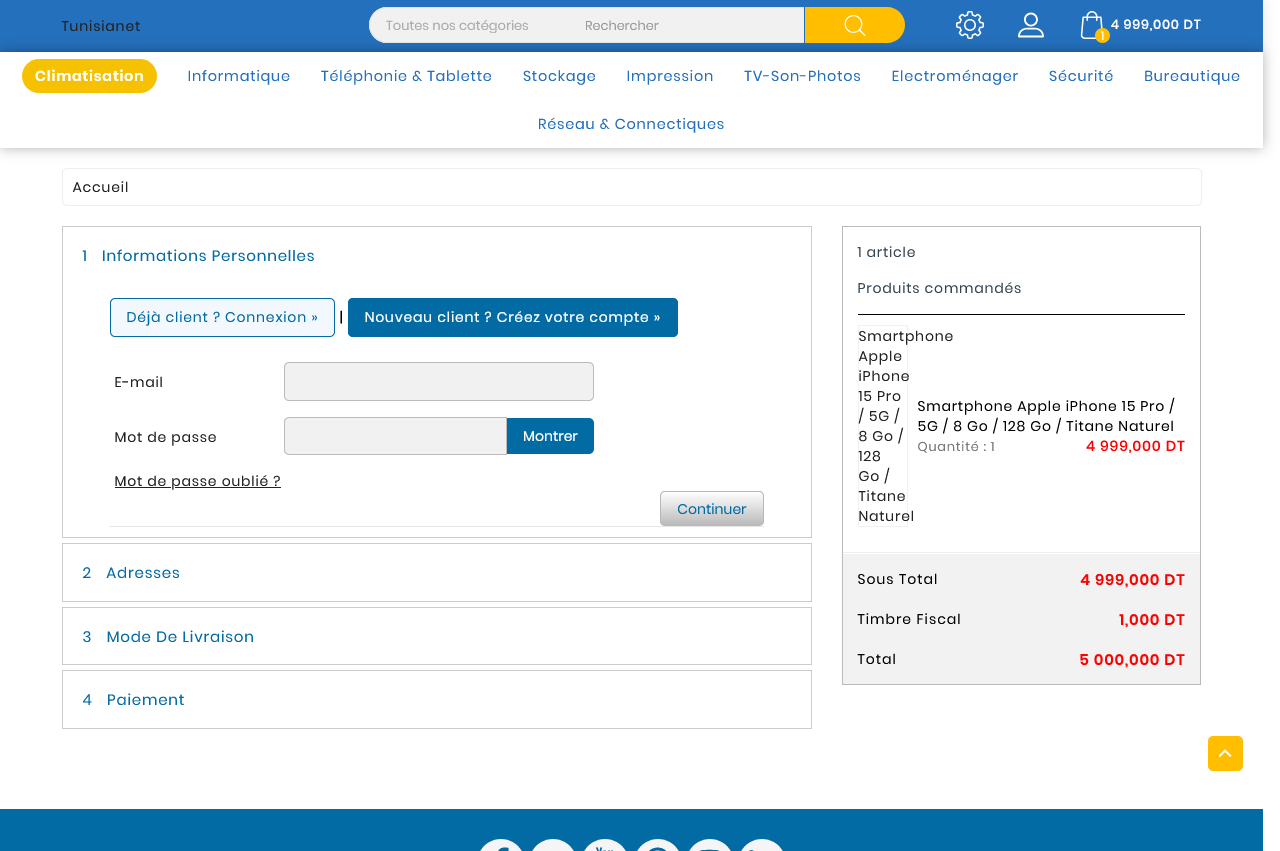 Tunisianet
Toutes nos catégories
Rechercher
1
4 999,000 DT
Climatisation
Informatique
Téléphonie & Tablette
Stockage
Impression
TV-Son-Photos
Electroménager
Sécurité
Bureautique
Réseau & Connectiques
Accueil
1 Informations Personnelles
Déjà client ? Connexion » | Nouveau client ? Créez votre compte »
E-mail
Mot de passe
Montrer
Mot de passe oublié ?
Continuer
2 Adresses
3 Mode De Livraison
4 Paiement
1 article
Produits commandés
Smartphone
Apple
iPhone
15 Pro
/ 5G /
8 Go /
128
Go /
Titane
Naturel
Smartphone Apple iPhone 15 Pro /
5G / 8 Go / 128 Go / Titane Naturel
Quantité : 1
4 999,000 DT
Sous Total
4 999,000 DT
Timbre Fiscal
1,000 DT
Total
5 000,000 DT